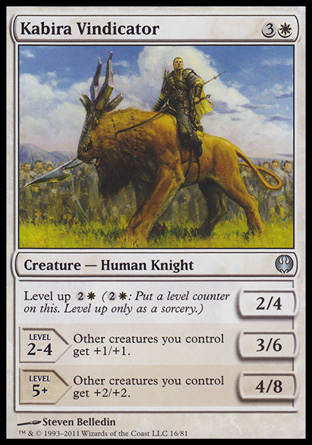 Kabira Vindicator 3
Creature — Human Knight
Level up 2 ( 2 : Put a level counter
on this. Level up only as a sorcery.)
2/4
LEVEL
2-4
Other creatures you control
get +1/+1.
3/6
LEVEL
5+
Other creatures you control
get +2/+2.
4/8
Steven Belledin
™ & © 1993–2011 Wizards of the Coast LLC 16/81